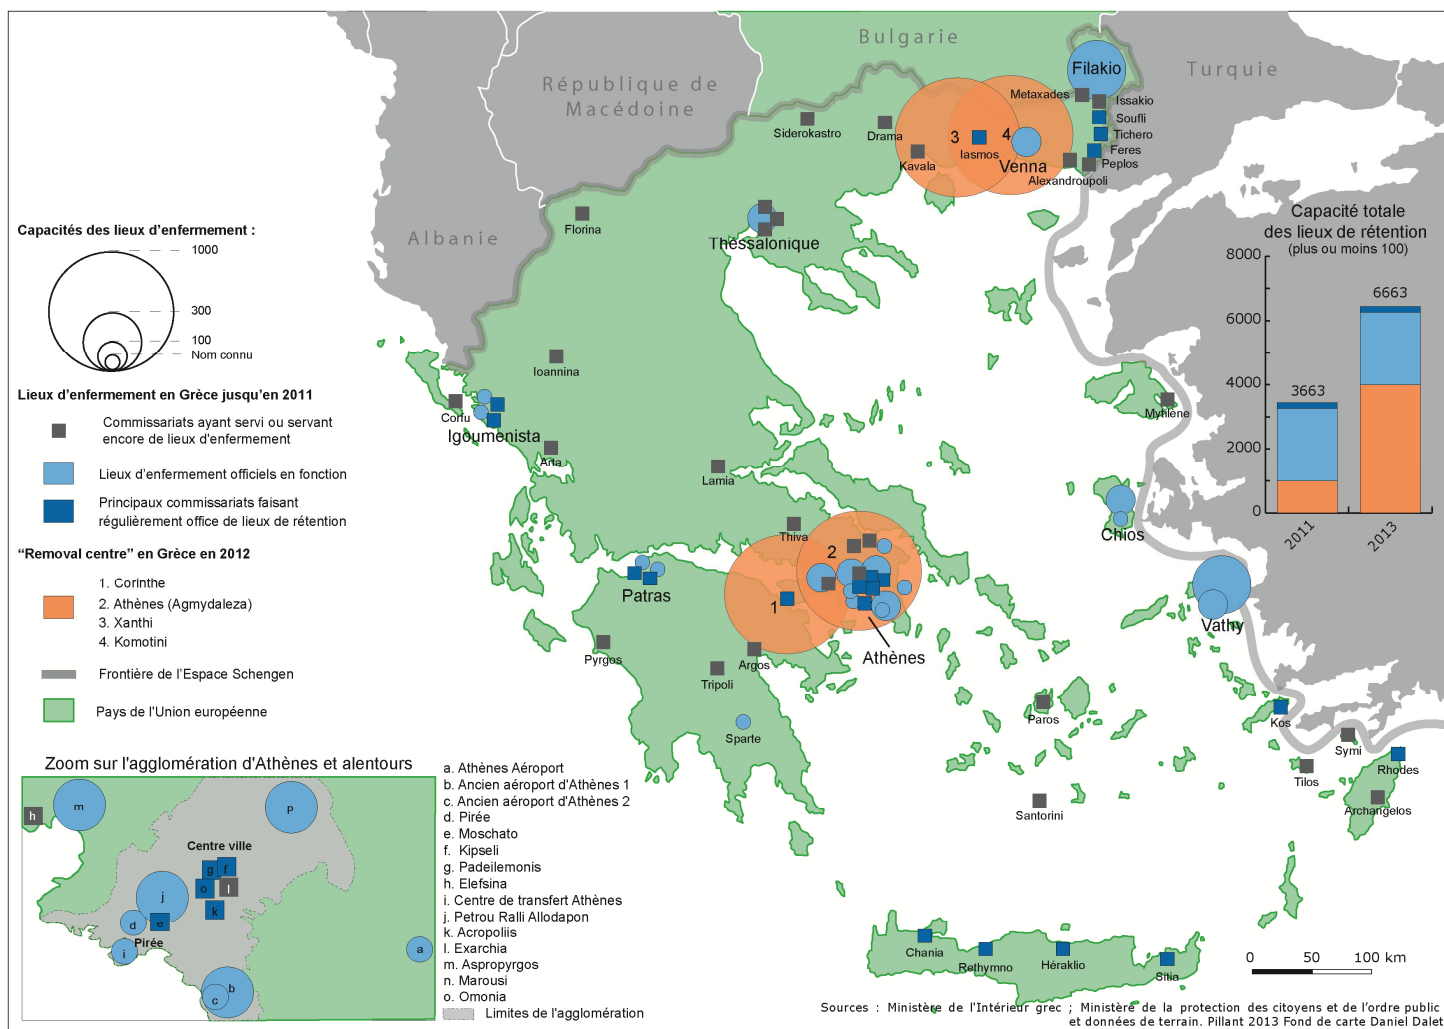 Bulgarie
République de
Macédoine
Albanie
Turquie
Filakio
Metaxades
Issakio
Soufli
Tichero
Feres
Peplos
Alexandroupoli
Siderokastro
Drama
Kavala
3
Iasmos
4
Venna
Florina
Thessalonique
Ioannina
Corfu
Igoumenista
Arta
Lamia
Thiva
2
1
Patras
Pyrgos
Argos
Tripoli
Sparte
Athènes
Mytilène
Chios
Vathy
Paros
Santorini
Kos
Symi
Tilos
Rhodes
Archangelos
Chania
Rethymno
Héraklio
Sitia
Capacités des lieux d'enfermement :
1000
300
100
Nom connu
Lieux d'enfermement en Grèce jusqu'en 2011
Commissariats ayant servi ou servant
encore de lieux d'enfermement
Lieux d'enfermement officiels en fonction
Principaux commissariats faisant
régulièrement office de lieux de rétention
“Removal centre” en Grèce en 2012
1. Corinthe
2. Athènes (Agmydaleza)
3. Xanthi
4. Komotini
Frontière de l'Espace Schengen
Pays de l'Union européenne
Capacité totale
des lieux de rétention
(plus ou moins 100)
8000
6000
4000
2000
0
3663
6663
2011
2013
Zoom sur l'agglomération d'Athènes et alentours
m
h
p
Centre ville
g
f
o
l
k
j
d
e
Pirée
i
a
b
c
a. Athènes Aéroport
b. Ancien aéroport d'Athènes 1
c. Ancien aéroport d'Athènes 2
d. Pirée
e. Moschato
f. Kipseli
g. Padeilemonis
h. Elefsina
i. Centre de transfert Athènes
j. Petrou Ralli Allodapon
k. Acropoliis
l. Exarchia
m. Aspropyrgos
n. Marousi
o. Omonia
Limites de l'agglomération
0 50 100 km
Sources : Ministère de l'Intérieur grec ; Ministère de la protection des citoyens et de l'ordre public
et données de terrain. Pillant 2013 Fond de carte Daniel Dalet